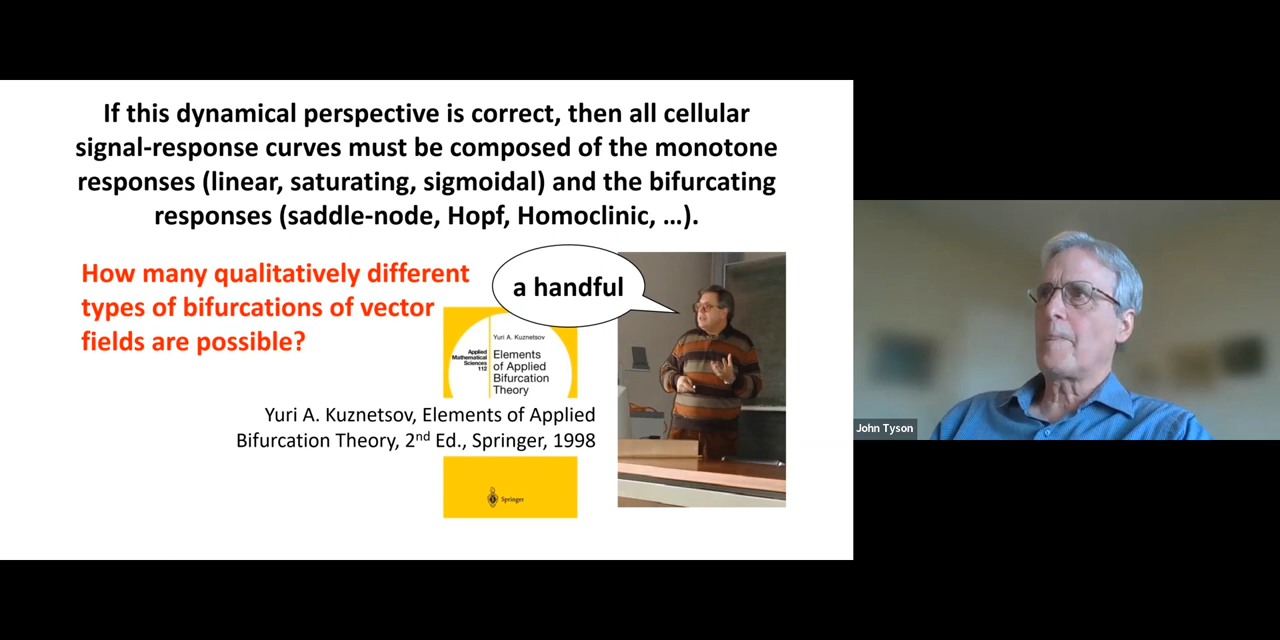 If this dynamical perspective is correct, then all cellular
signal-response curves must be composed of the monotone
responses (linear, saturating, sigmoidal) and the bifurcating
responses (saddle-node, Hopf, Homoclinic, …).
How many qualitatively different
types of bifurcations of vector
fields are possible?
a handful
Yuri A. Kuznetsov
Applied
Mathematical
Sciences
112
Elements
of Applied
Bifurcation
Theory
Yuri A. Kuznetsov, Elements of Applied
Bifurcation Theory, 2nd Ed., Springer, 1998
Springer
John Tyson